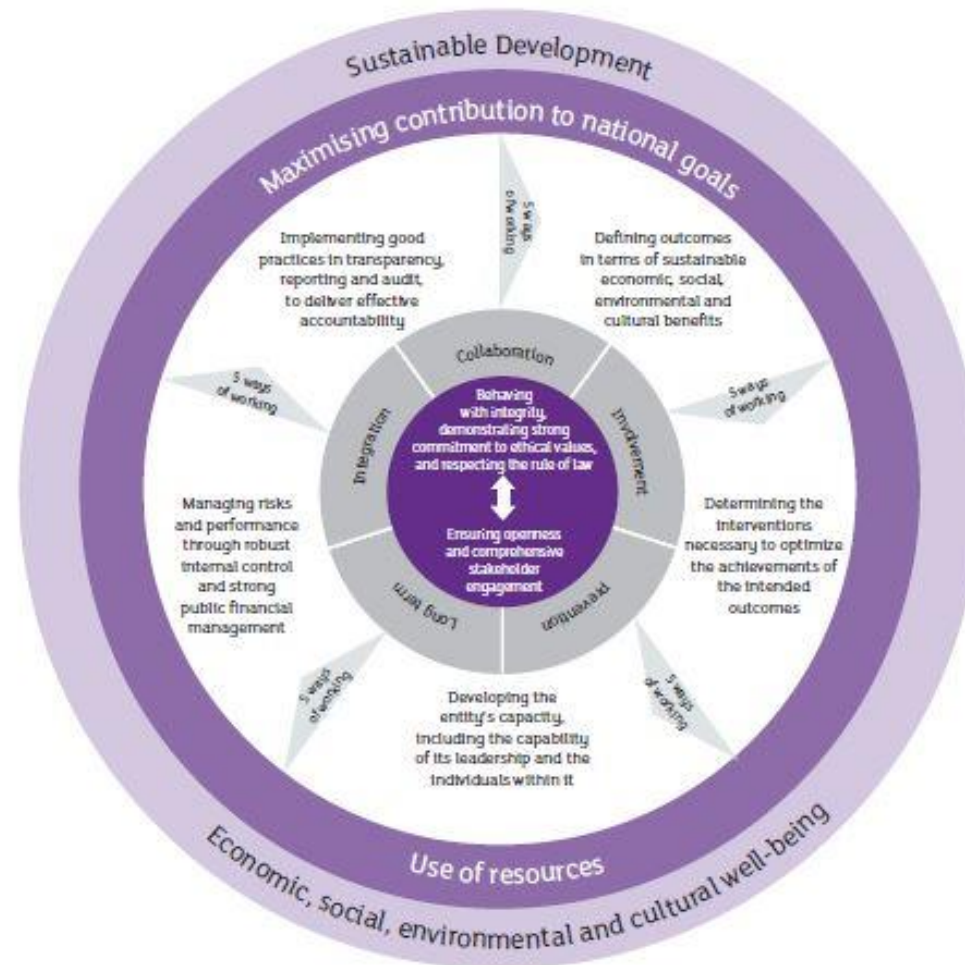 Sustainable Development
Maximising contribution to national goals
5 ways
of working
Implementing good
practices in transparency,
reporting and audit,
to deliver effective
accountability
Defining outcomes
in terms of sustainable
economic, social,
environmental and
cultural benefits
Collaboration
5 ways
of working
5 ways
of working
Integration
Involvement
Behaving
with integrity,
demonstrating strong
commitment to ethical values,
and respecting the rule of law
Managing risks
and performance
through robust
internal control
and strong
public financial
management
Ensuring openness
and comprehensive
stakeholder
engagement
Determining the
interventions
necessary to optimize
the achievements of
the intended
outcomes
Long term
prevention
5 ways
of working
5 ways
of working
Developing the
entity's capacity,
including the capability
of its leadership and the
individuals within it
Use of resources
Economic, social, environmental and cultural well-being